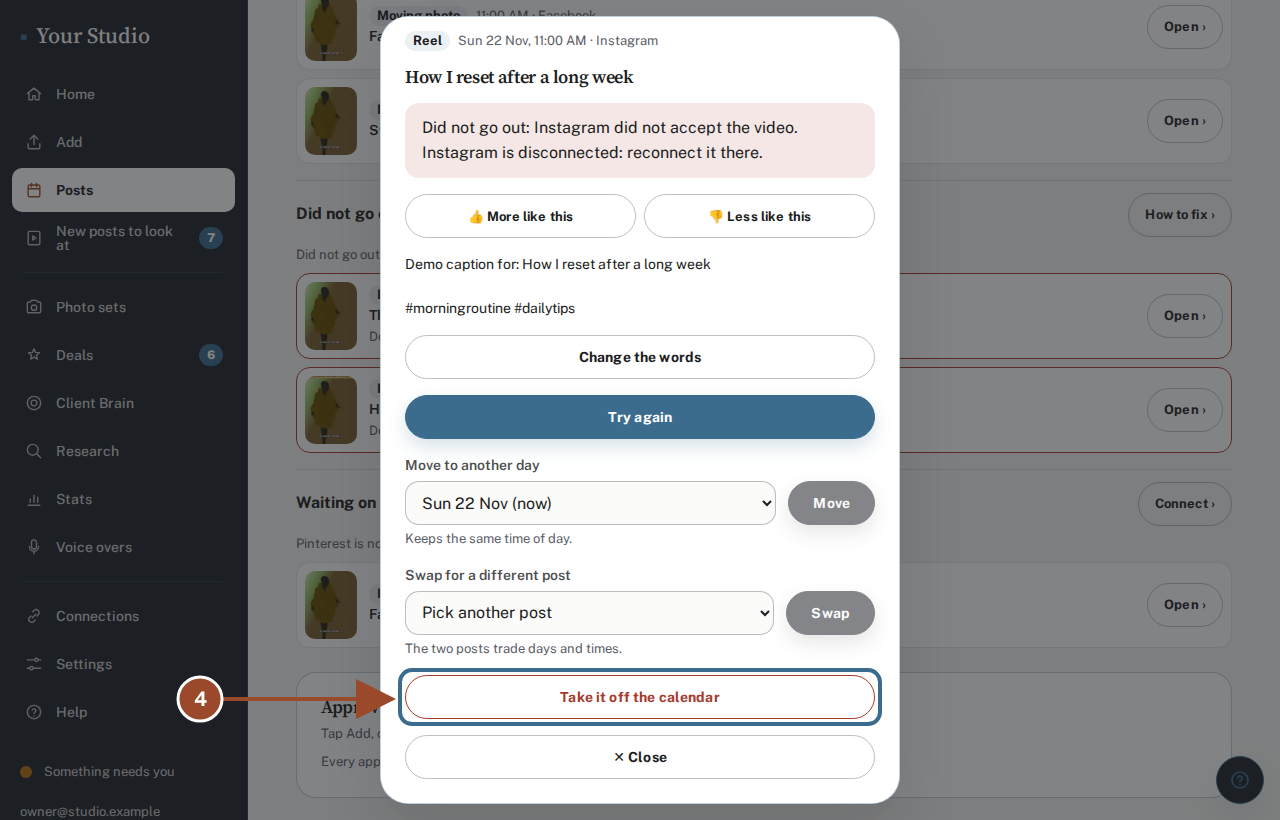 Your Studio
Home
Add
Posts
New posts to look at
7
Photo sets
Deals
6
Client Brain
Research
Stats
Voice overs
Connections
Settings
Help
Something needs you
owner@studio.example
Moving photo 11:00 AM · Facebook
Fa
Open ›
S
Open ›
Did not go
How to fix ›
Did not go out
Th
De
Open ›
H
De
Open ›
Waiting on
Connect ›
Pinterest is no
Fa
Open ›
Appro
Tap Add,
Every app
Reel Sun 22 Nov, 11:00 AM · Instagram
How I reset after a long week
Did not go out: Instagram did not accept the video.
Instagram is disconnected: reconnect it there.
👍 More like this
👎 Less like this
Demo caption for: How I reset after a long week
#morningroutine #dailytips
Change the words
Try again
Move to another day
Sun 22 Nov (now)
Move
Keeps the same time of day.
Swap for a different post
Pick another post
Swap
The two posts trade days and times.
4
Take it off the calendar
✕ Close